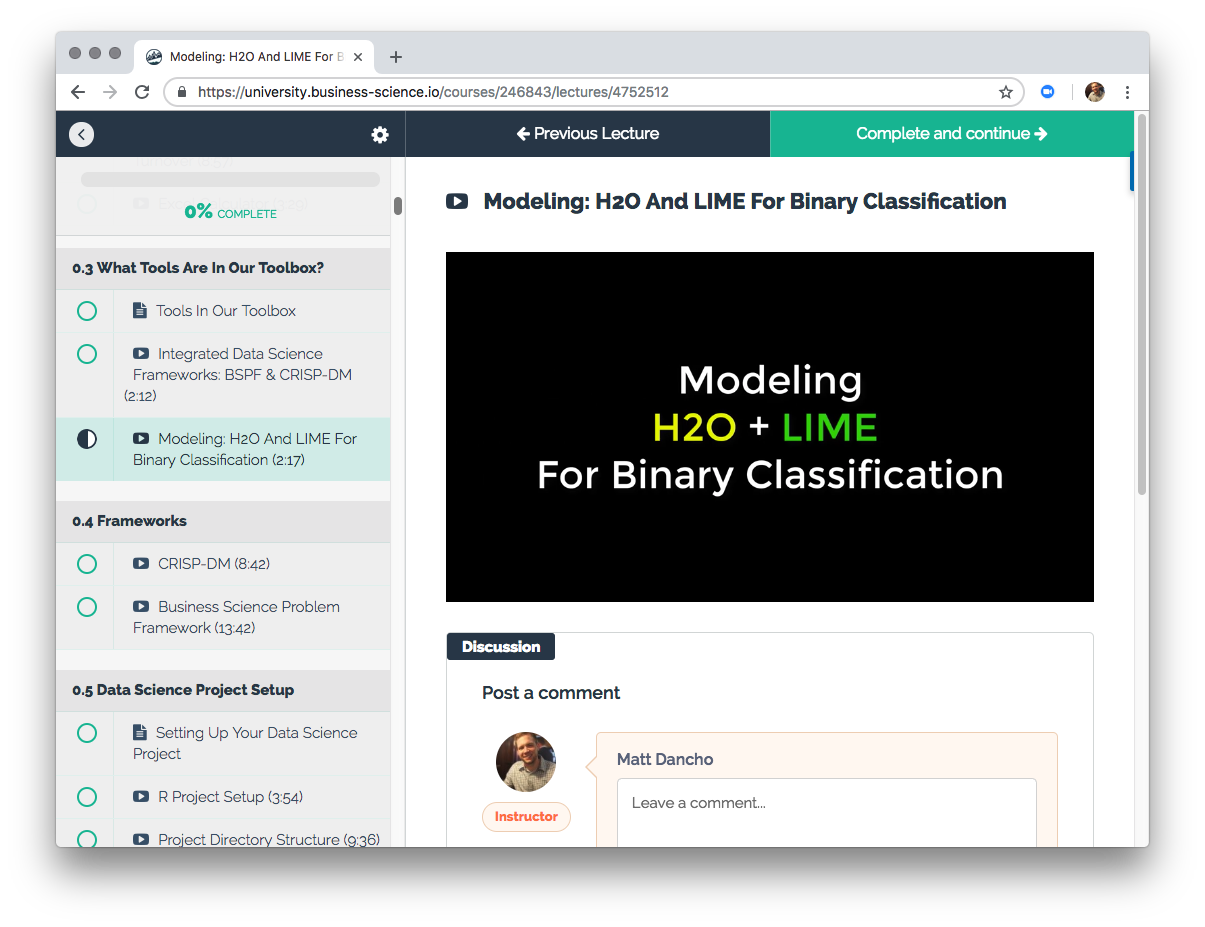 Modeling: H2O And LIME For B
https://university.business-science.io/courses/246843/lectures/4752512
Previous Lecture
Complete and continue
0% COMPLETE
0.3 What Tools Are In Our Toolbox?
Tools In Our Toolbox
Integrated Data Science
Frameworks: BSPF & CRISP-DM
(2:12)
Modeling: H2O And LIME For
Binary Classification (2:17)
0.4 Frameworks
CRISP-DM (8:42)
Business Science Problem
Framework (13:42)
0.5 Data Science Project Setup
Setting Up Your Data Science
Project
R Project Setup (3:54)
Project Directory Structure (9:36)
Modeling: H2O And LIME For Binary Classification
Modeling
H2O + LIME
For Binary Classification
Discussion
Post a comment
Matt Dancho
Leave a comment...
Instructor